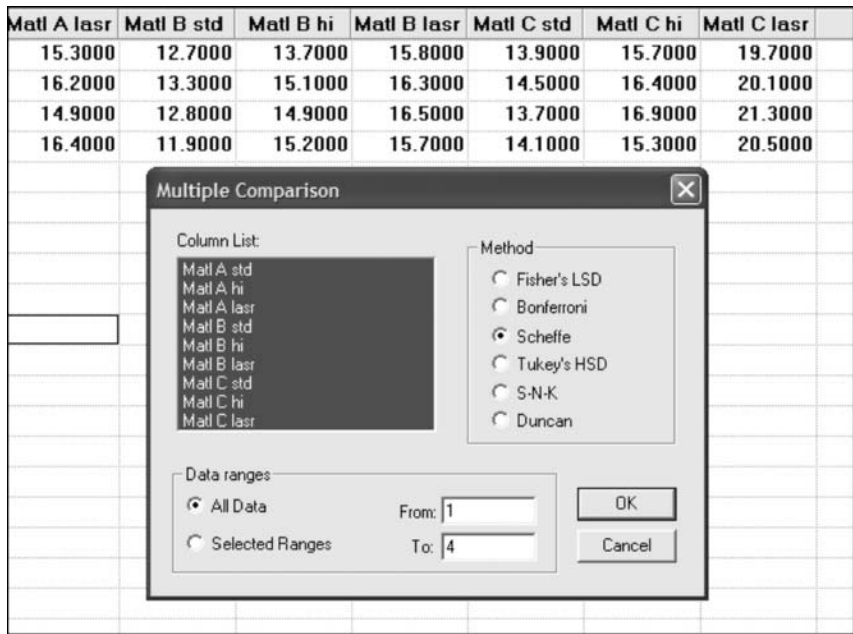 Matl A lasr Matl B std Matl B hi Matl B lasr Matl C std Matl C hi Matl C lasr
15.3000 12.7000 13.7000 15.8000 13.9000 15.7000 19.7000
16.2000 13.3000 15.1000 16.3000 14.5000 16.4000 20.1000
14.9000 12.8000 14.9000 16.5000 13.7000 16.9000 21.3000
16.4000 11.9000 15.2000 15.7000 14.1000 15.3000 20.5000
Multiple Comparison
Column List:
Matl A std
Matl A hi
Matl A lasr
Matl B std
Matl B hi
Matl B lasr
Matl C std
Matl C hi
Matl C lasr
Method
Fisher's LSD
Bonferroni
Scheffe
Tukey's HSD
S-N-K
Duncan
Data ranges
All Data
Selected Ranges
From: 1
To: 4
OK
Cancel